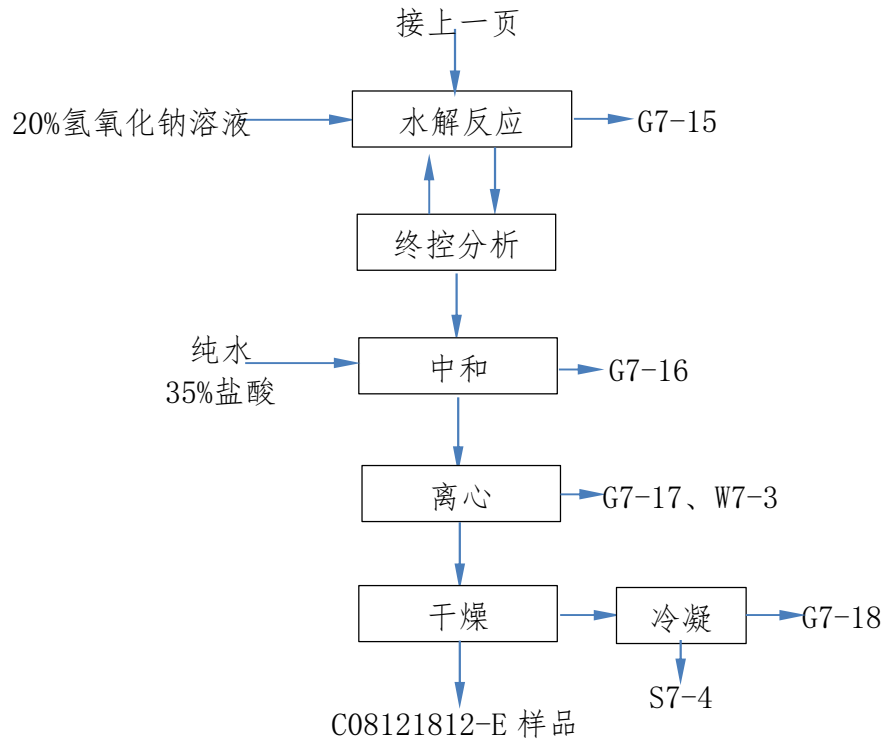 接上一页
20%氢氧化钠溶液
水解反应
G7-15
终控分析
纯水
35%盐酸
中和
G7-16
离心
G7-17、W7-3
干燥
冷凝
G7-18
S7-4
C08121812-E 样品